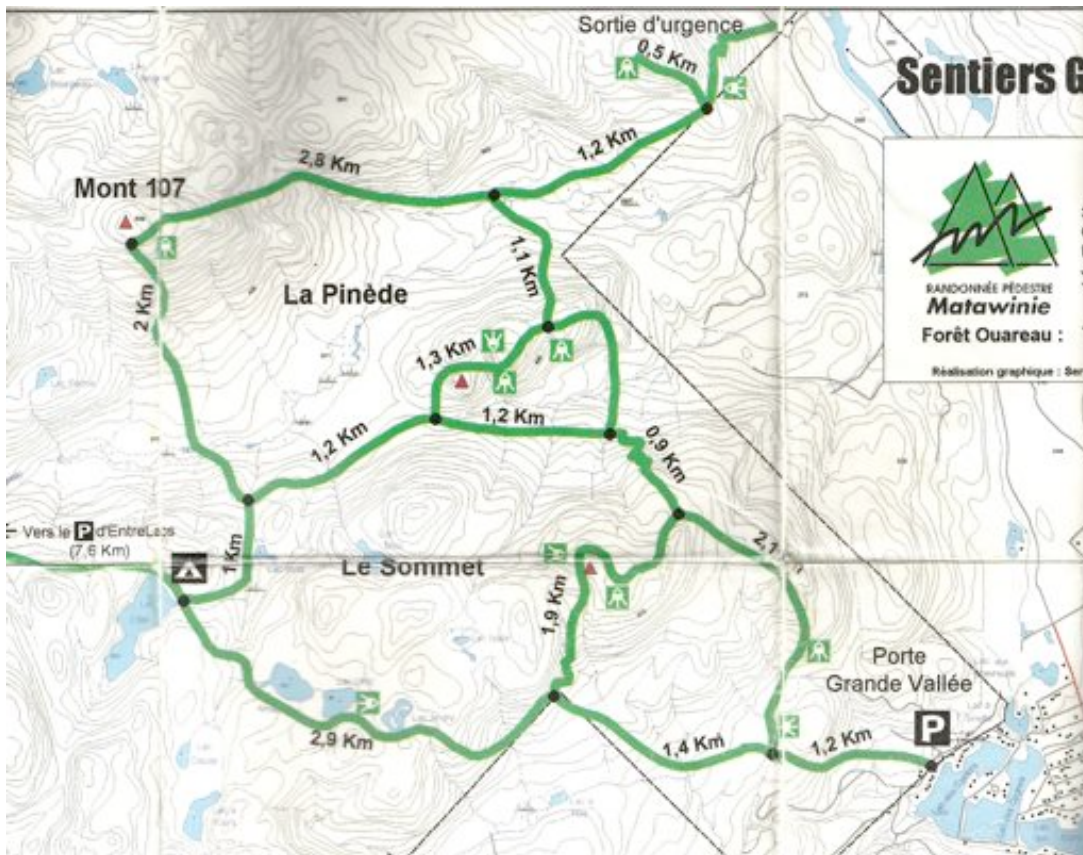 Sortie d'urgence
0,5 Km
Sentiers G
1,2 Km
2,8 Km
Mont 107
1,1 Km
2 Km
La Pinède
RANDONNÉE PÉDESTRE
Matawinie
Forêt Ouareau :
Réalisation graphique : Ser
1,3 Km
1,2 Km
1,2 Km
0,9 Km
← Vers le P d'EntreLacs
(7,6 Km)
1 Km
Le Sommet
2,1
1,9 Km
Porte
Grande Vallée
P
2,9 Km
1,4 Km
1,2 Km